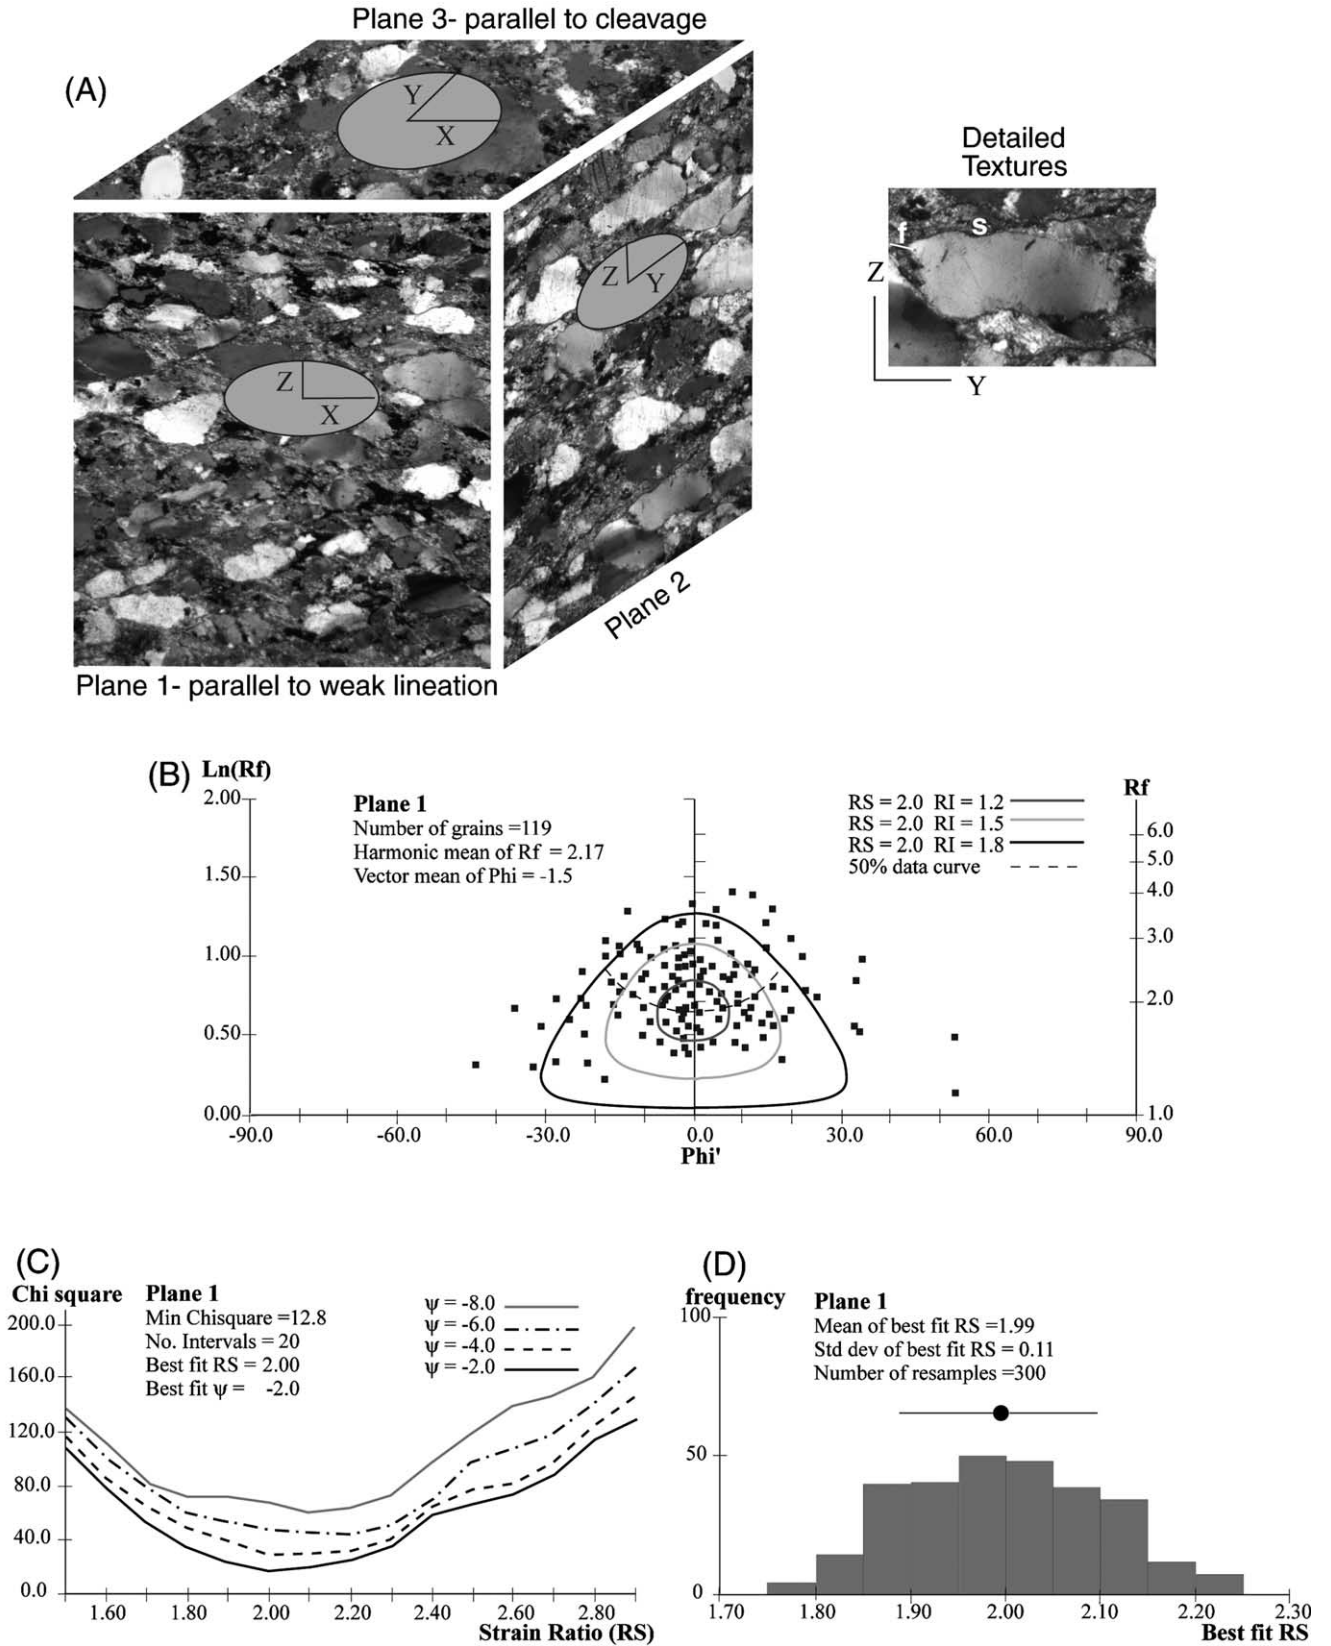 Plane 3- parallel to cleavage
(A)
Y
X
Detailed
Textures
f
s
Z
Y
Z
Y
Z
X
Plane 2
Plane 1- parallel to weak lineation
(B)
Ln(Rf)
Rf
2.00
1.50
1.00
0.50
0.00
Plane 1
Number of grains =119
Harmonic mean of Rf = 2.17
Vector mean of Phi = -1.5
RS = 2.0 RI = 1.2
RS = 2.0 RI = 1.5
RS = 2.0 RI = 1.8
50% data curve
6.0
5.0
4.0
3.0
2.0
1.0
-90.0 -60.0 -30.0 0.0 30.0 60.0 90.0
Phi'
(C)
Chi square
200.0
160.0
120.0
80.0
40.0
0.0
Plane 1
Min Chisquare =12.8
No. Intervals = 20
Best fit RS = 2.00
Best fit ψ = -2.0
ψ = -8.0
ψ = -6.0
ψ = -4.0
ψ = -2.0
1.60 1.80 2.00 2.20 2.40 2.60 2.80
Strain Ratio (RS)
(D)
frequency
100
50
0
Plane 1
Mean of best fit RS =1.99
Std dev of best fit RS = 0.11
Number of resamples =300
1.70 1.80 1.90 2.00 2.10 2.20 2.30
Best fit RS